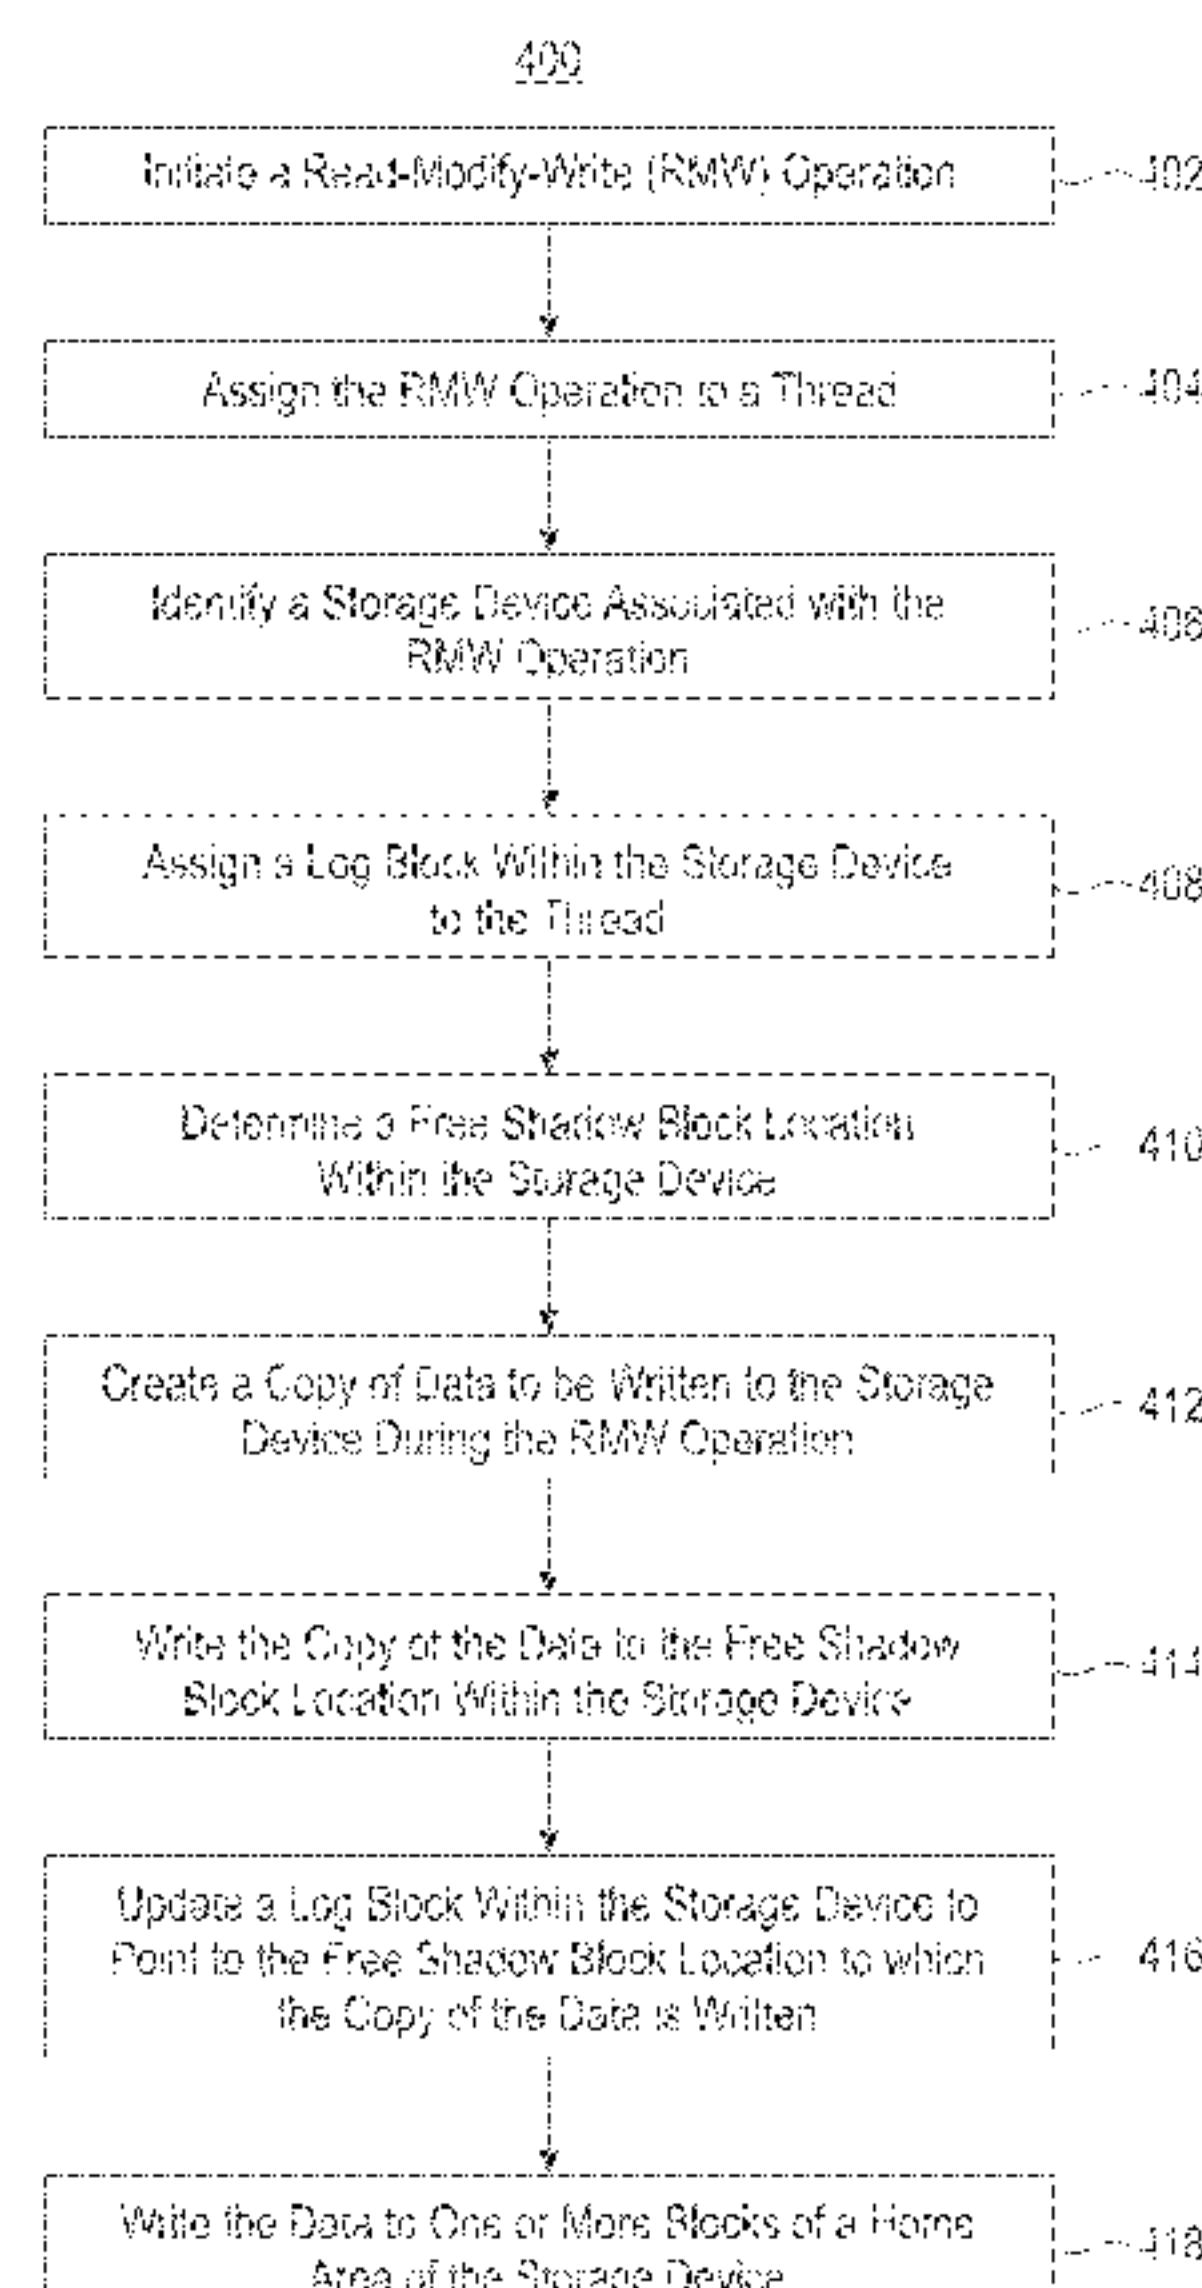 400
Initiate a Read-Modify-Write (RMW) Operation
402
Assign the RMW Operation to a Thread
404
Identify a Storage Device Associated with the
RMW Operation
406
Assign a Log Block Within the Storage Device
to the Thread
408
Determine a Free Shadow Block Location
Within the Storage Device
410
Create a Copy of Data to be Written to the Storage
Device During the RMW Operation
412
Write the Copy of the Data to the Free Shadow
Block Location Within the Storage Device
414
Update a Log Block Within the Storage Device to
Point to the Free Shadow Block Location to which
the Copy of the Data is Written
416
Write the Data to One or More Blocks of a Home
Area of the Storage Device
418